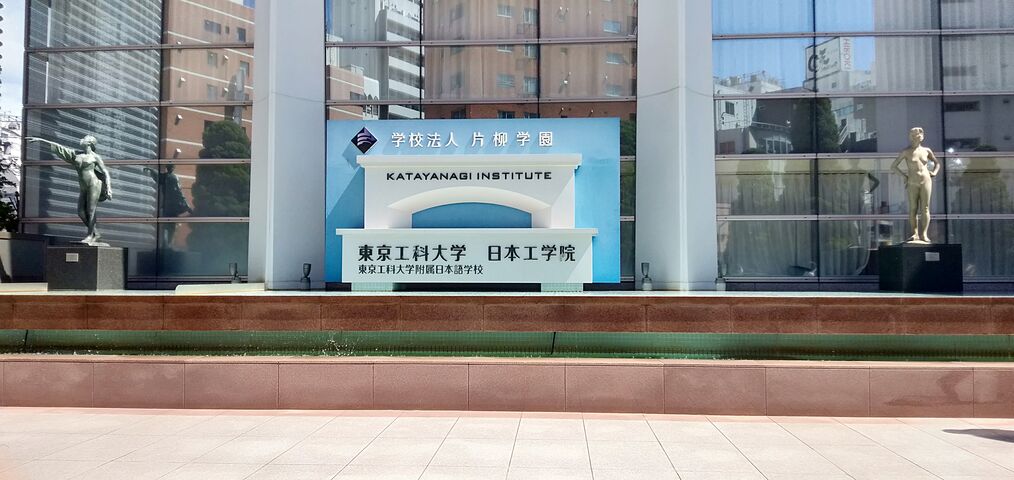 学校法人 片柳学園
KATAYANAGI INSTITUTE
東京工科大学 日本工学院
東京工科大学附属日本語学校